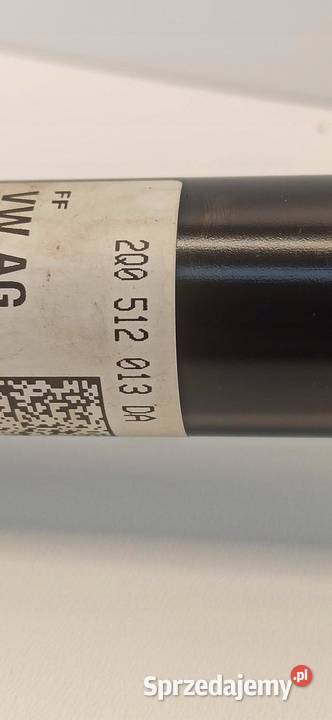 FF
VW AG
2Q0 512 013 DA
Sprzedajemy.pl